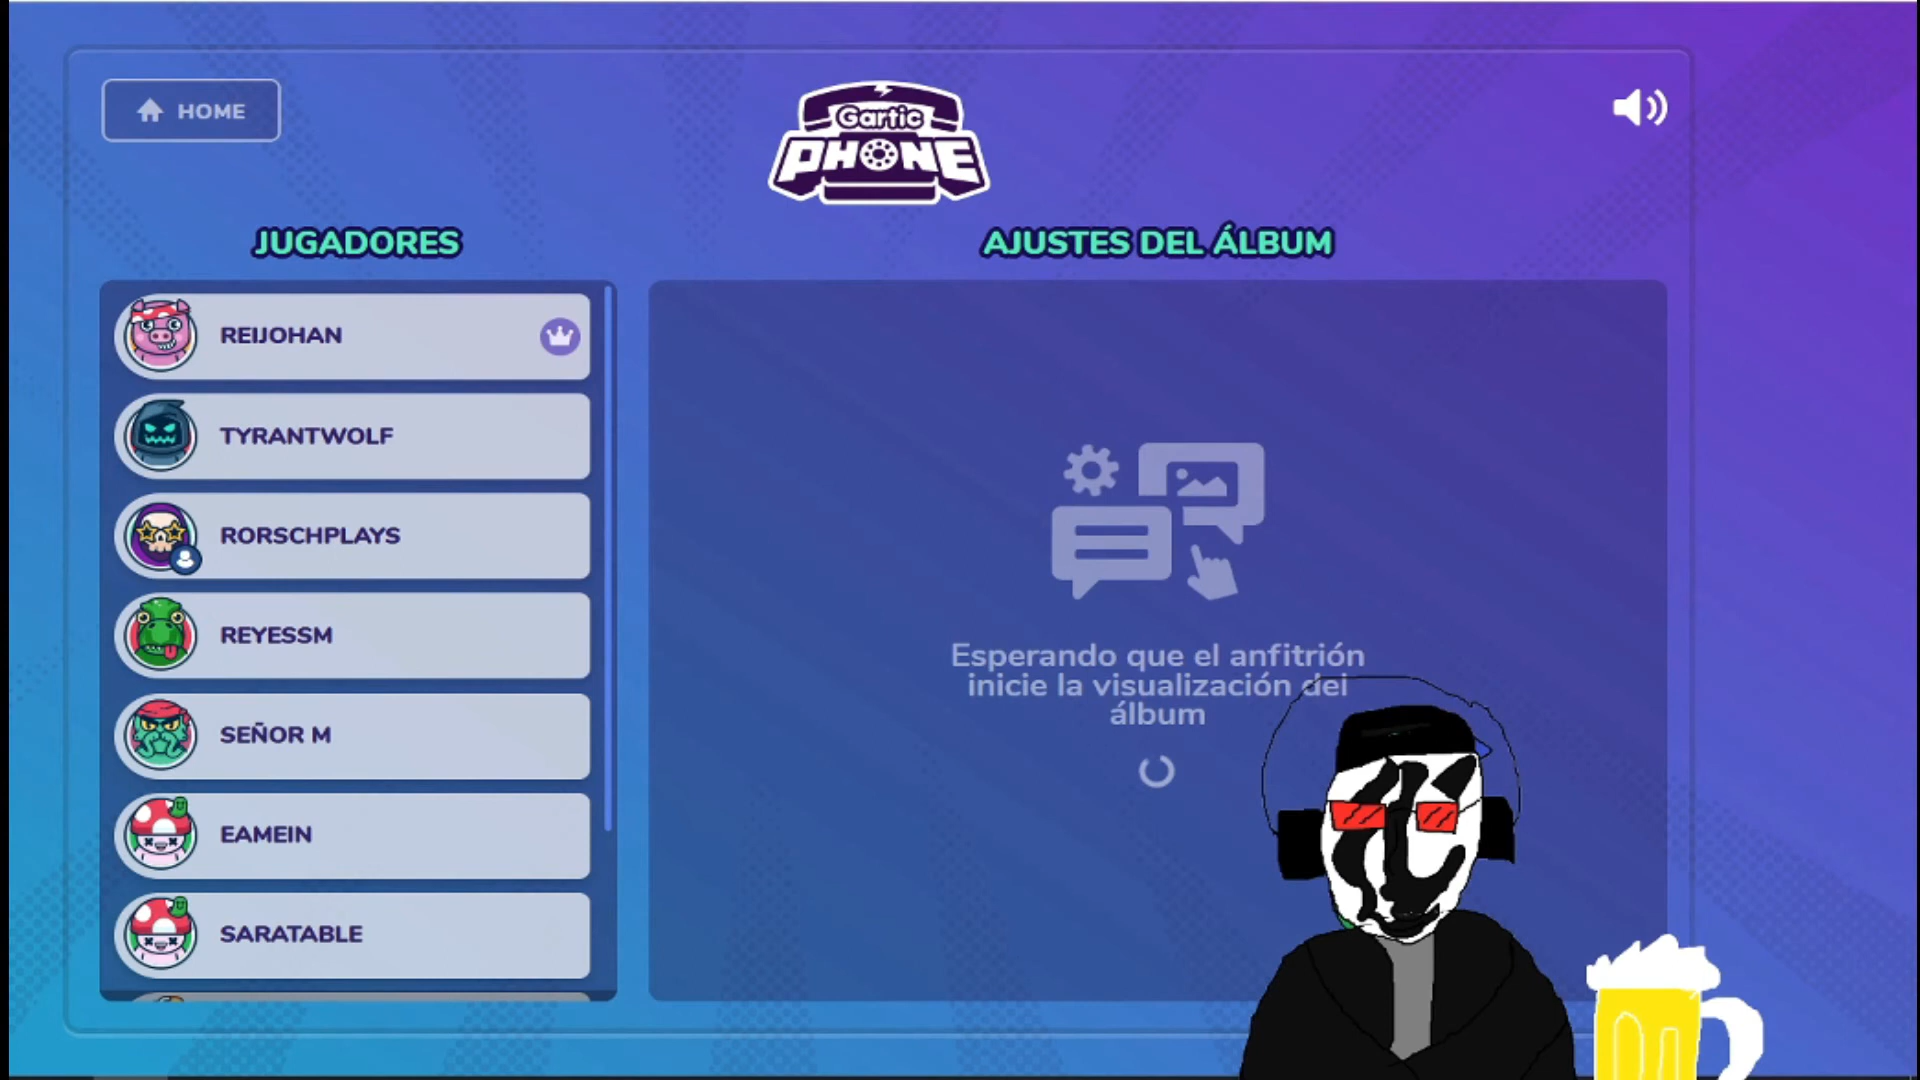 HOME
Gartic
PHONE
JUGADORES
AJUSTES DEL ÁLBUM
REIJOHAN
TYRANTWOLF
RORSCHPLAYS
REYESSM
SEÑOR M
EAMEIN
SARATABLE
Esperando que el anfitrión
inicie la visualización del
álbum